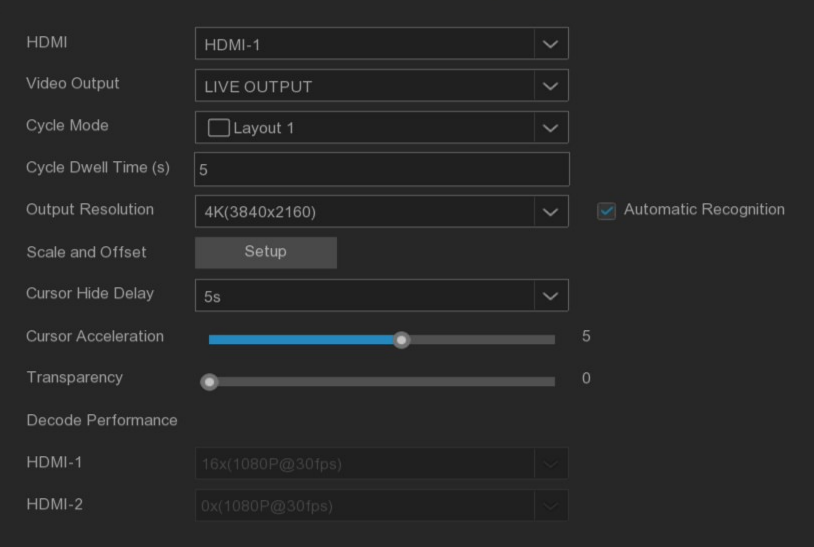 HDMI HDMI-1
Video Output LIVE OUTPUT
Cycle Mode Layout 1
Cycle Dwell Time (s) 5
Output Resolution 4K(3840x2160) Automatic Recognition
Scale and Offset Setup
Cursor Hide Delay 5s
Cursor Acceleration 5
Transparency 0
Decode Performance
HDMI-1 16x(1080P@30fps)
HDMI-2 0x(1080P@30fps)